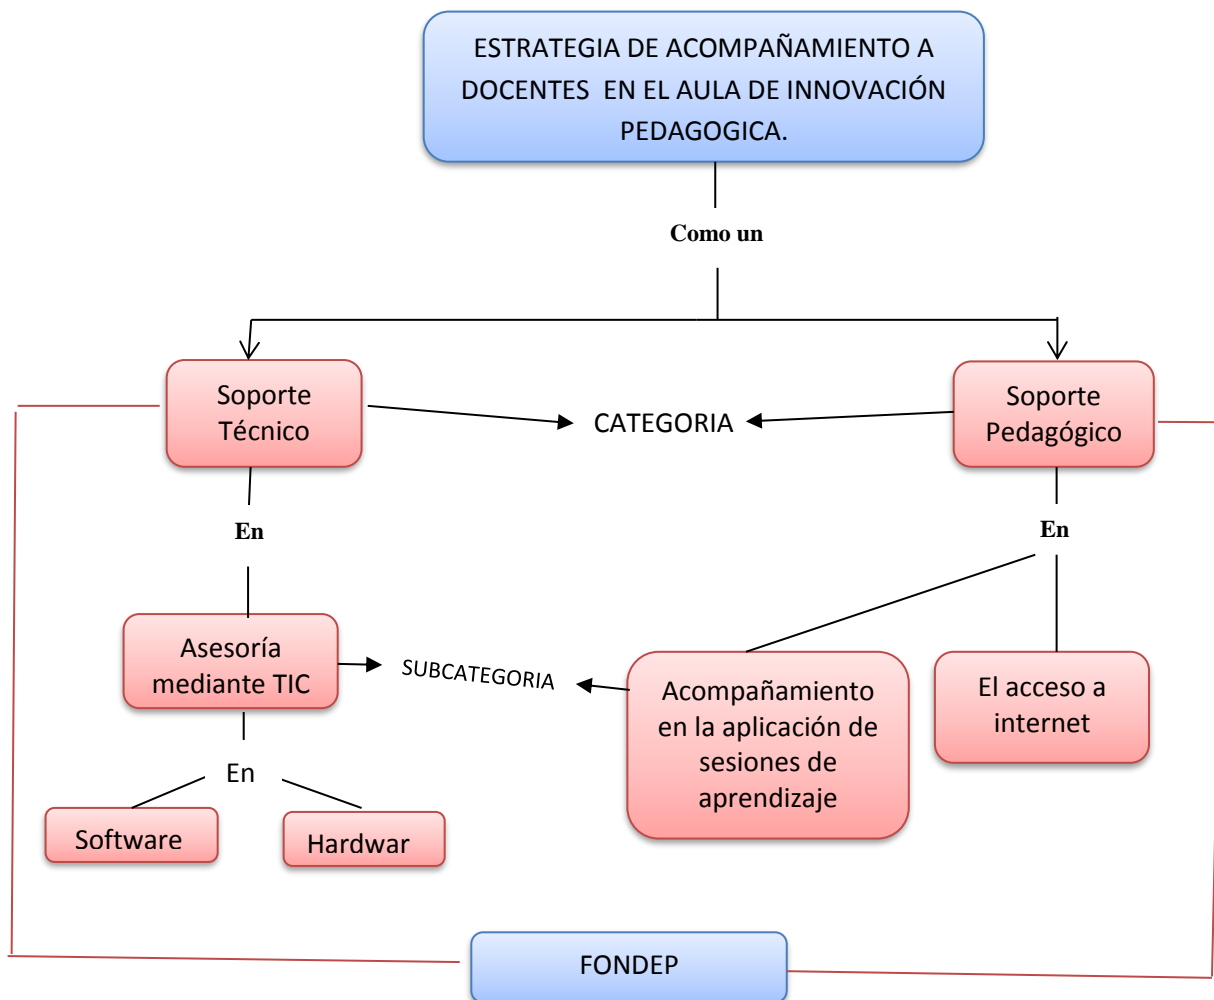 ESTRATEGIA DE ACOMPAÑAMIENTO A
DOCENTES EN EL AULA DE INNOVACIÓN
PEDAGOGICA.
Como un
Soporte
Técnico
CATEGORIA
Soporte
Pedagógico
En
En
Asesoría
mediante TIC
SUBCATEGORIA
Acompañamiento
en la aplicación de
sesiones de
aprendizaje
El acceso a
internet
En
Software
Hardwar
FONDEP